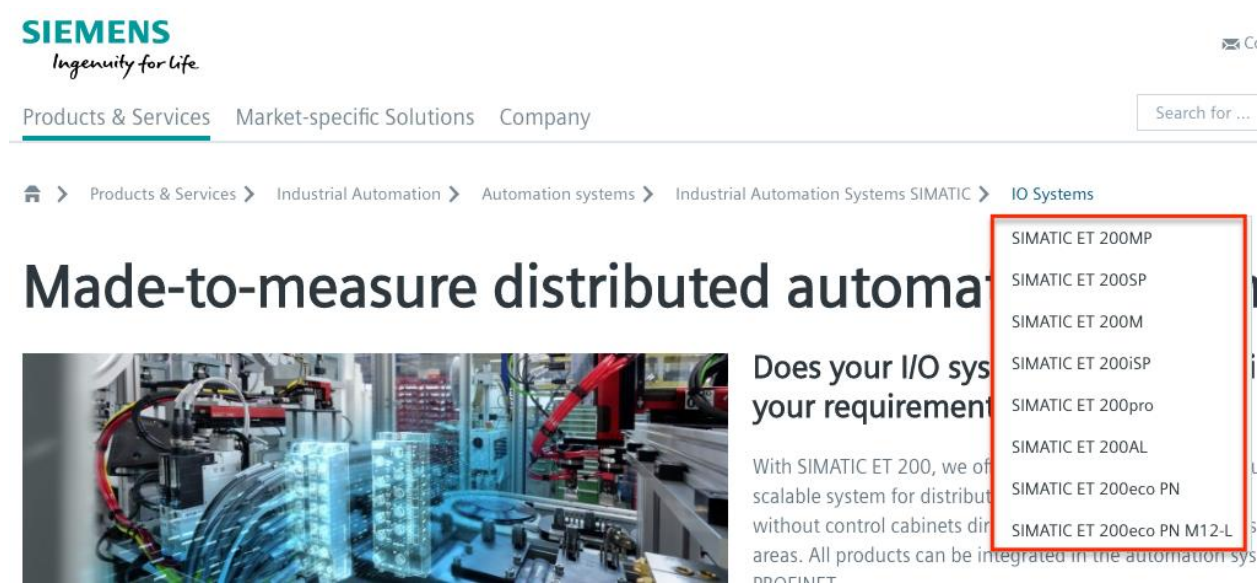 SIEMENS
Ingenuity for life
Co
Products & Services Market-specific Solutions Company
Search for ...
Products & Services Industrial Automation Automation systems Industrial Automation Systems SIMATIC IO Systems
SIMATIC ET 200MP
SIMATIC ET 200SP
SIMATIC ET 200M
SIMATIC ET 200iSP
SIMATIC ET 200pro
SIMATIC ET 200AL
SIMATIC ET 200eco PN
SIMATIC ET 200eco PN M12-L
Made-to-measure distributed automa
Does your I/O sys
your requirement
With SIMATIC ET 200, we of
scalable system for distribut
without control cabinets dir
areas. All products can be integrated in the automation sys
PROFINET